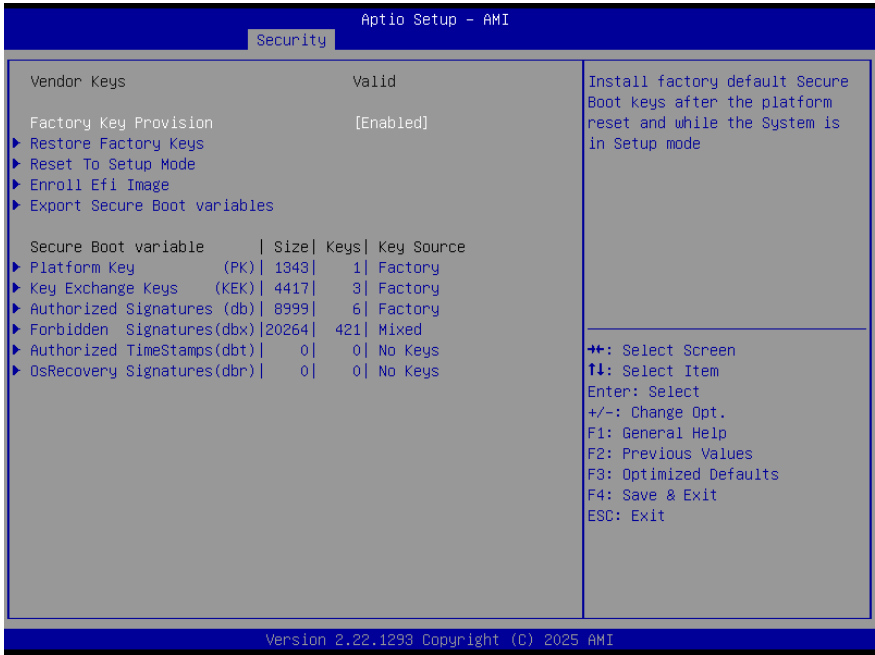 Aptio Setup – AMI
Security
Vendor Keys Valid
Factory Key Provision [Enabled]
Restore Factory Keys
Reset To Setup Mode
Enroll Efi Image
Export Secure Boot variables
Secure Boot variable | Size| Keys| Key Source
Platform Key (PK)| 1343| 1| Factory
Key Exchange Keys (KEK)| 4417| 3| Factory
Authorized Signatures (db)| 8999| 6| Factory
Forbidden Signatures(dbx)|20264| 421| Mixed
Authorized TimeStamps(dbt)| 0| 0| No Keys
OsRecovery Signatures(dbr)| 0| 0| No Keys
Install factory default Secure
Boot keys after the platform
reset and while the System is
in Setup mode
→←: Select Screen
↑↓: Select Item
Enter: Select
+/-: Change Opt.
F1: General Help
F2: Previous Values
F3: Optimized Defaults
F4: Save & Exit
ESC: Exit
Version 2.22.1293 Copyright (C) 2025 AMI